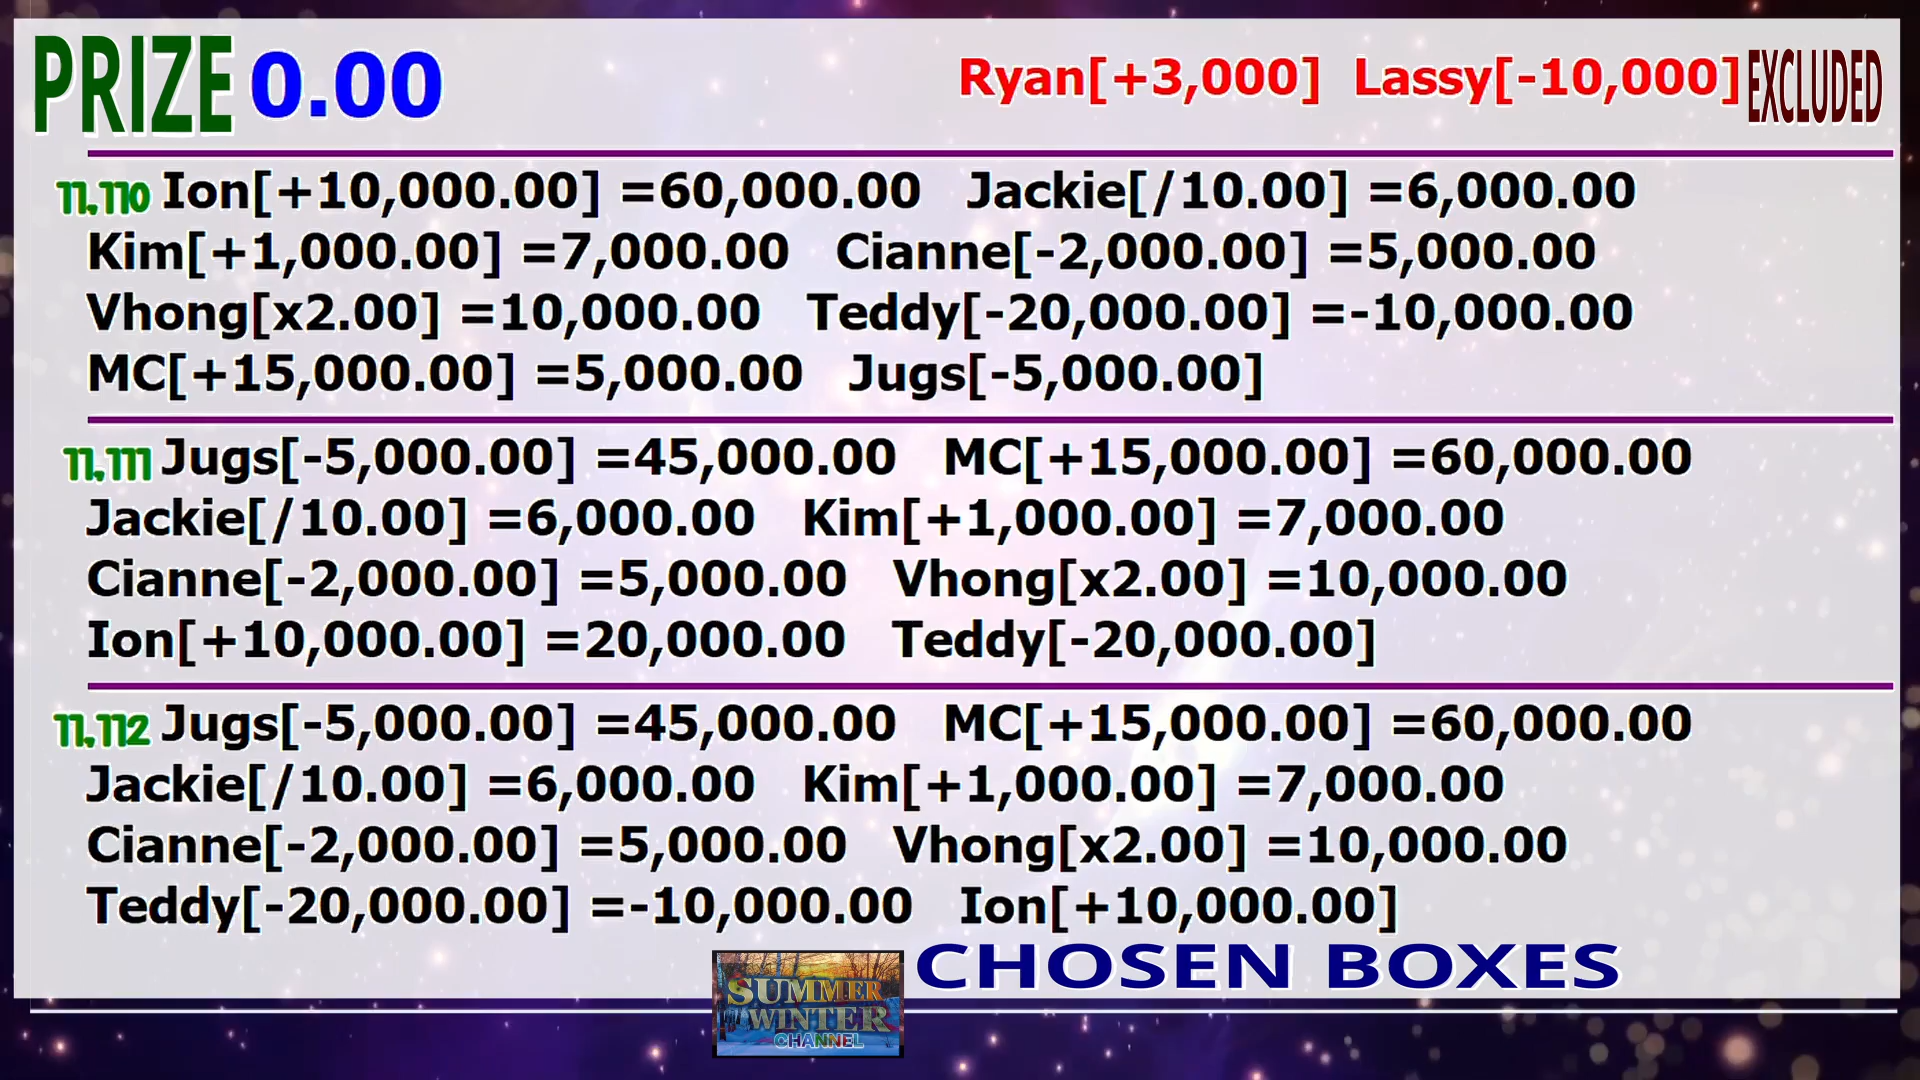 PRIZE 0.00 Ryan[+3,000] Lassy[-10,000] EXCLUDED
11,110 Ion[+10,000.00] =60,000.00 Jackie[/10.00] =6,000.00
Kim[+1,000.00] =7,000.00 Cianne[-2,000.00] =5,000.00
Vhong[x2.00] =10,000.00 Teddy[-20,000.00] =-10,000.00
MC[+15,000.00] =5,000.00 Jugs[-5,000.00]
11,111 Jugs[-5,000.00] =45,000.00 MC[+15,000.00] =60,000.00
Jackie[/10.00] =6,000.00 Kim[+1,000.00] =7,000.00
Cianne[-2,000.00] =5,000.00 Vhong[x2.00] =10,000.00
Ion[+10,000.00] =20,000.00 Teddy[-20,000.00]
11,112 Jugs[-5,000.00] =45,000.00 MC[+15,000.00] =60,000.00
Jackie[/10.00] =6,000.00 Kim[+1,000.00] =7,000.00
Cianne[-2,000.00] =5,000.00 Vhong[x2.00] =10,000.00
Teddy[-20,000.00] =-10,000.00 Ion[+10,000.00]
CHOSEN BOXES
SUMMER
WINTER
CHANNEL